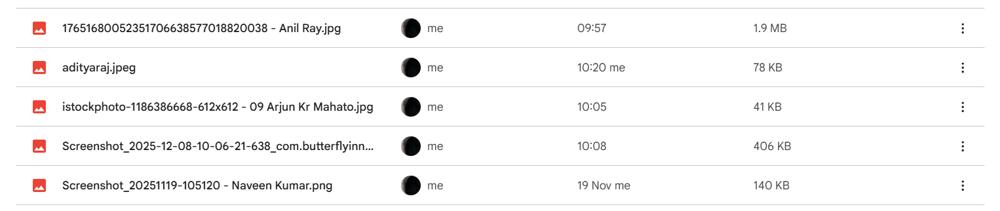 17651680052351706638577018820038 - Anil Ray.jpg me 09:57 1.9 MB
adityaraj.jpeg me 10:20 me 78 KB
istockphoto-1186386668-612x612 - 09 Arjun Kr Mahato.jpg me 10:05 41 KB
Screenshot_2025-12-08-10-06-21-638_com.butterflyinn... me 10:08 406 KB
Screenshot_20251119-105120 - Naveen Kumar.png me 19 Nov me 140 KB